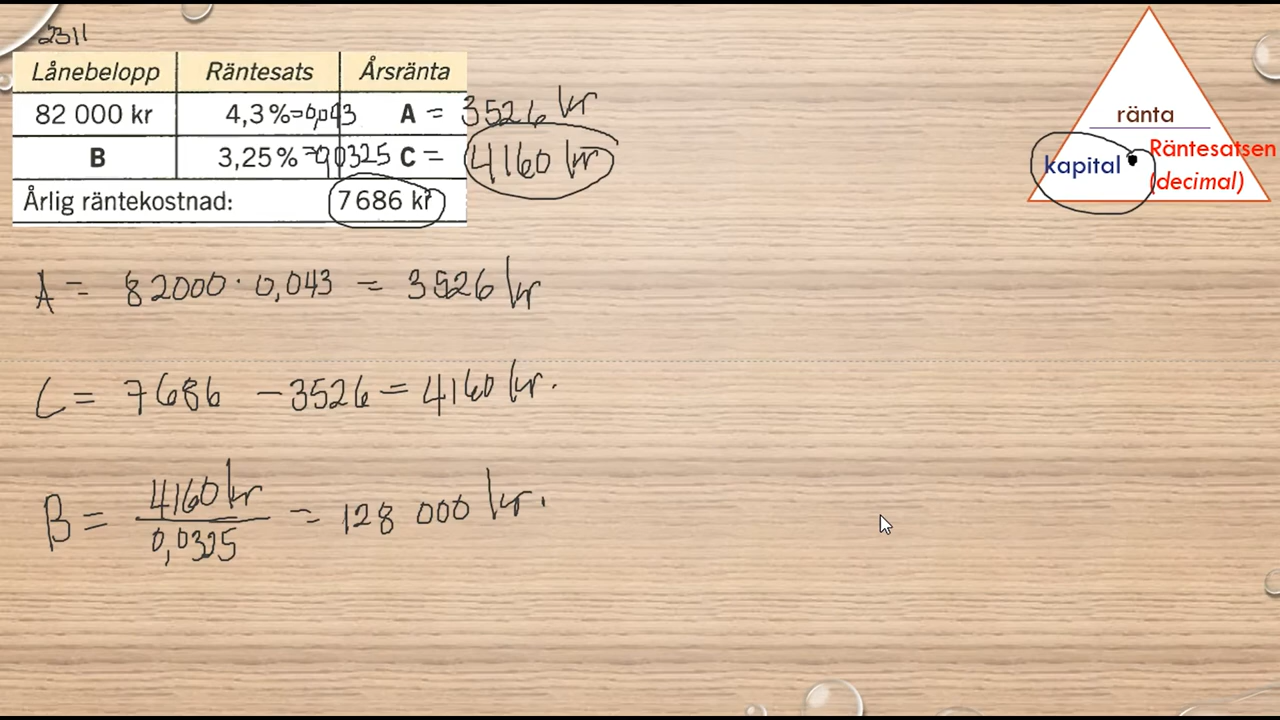 2311
Lånebelopp Räntesats Årsränta
82 000 kr 4,3 % = 0,043 A = 3526 kr
B 3,25 % = 0,0325 C = 4160 kr
Årlig räntekostnad: 7 686 kr
ränta
kapital • Räntesatsen
(decimal)
A = 82000 · 0,043 = 3526 kr
C = 7686 - 3526 = 4160 kr.
B = 4160 kr / 0,0325 = 128 000 kr.